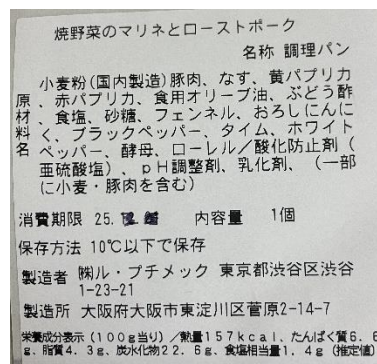 焼野菜のマリネとローストポーク
名称 調理パン
原材料名
小麦粉(国内製造)豚肉、なす、黄パプリカ
、赤パプリカ、食用オリーブ油、ぶどう酢
、食塩、砂糖、フェンネル、おろしにんに
く、ブラックペッパー、タイム、ホワイト
ペッパー、酵母、ローレル/酸化防止剤(
亜硫酸塩)、pH調整剤、乳化剤、(一部
に小麦・豚肉を含む)
消費期限 25. 内容量 1個
保存方法 10℃以下で保存
製造者 ㈱ル・プチメック 東京都渋谷区渋谷
1-23-21
製造所 大阪府大阪市東淀川区菅原2-14-7
栄養成分表示(100g当り)/熱量157kcal、たんぱく質6.6
g、脂質4.3g、炭水化物22.6g、食塩相当量1.4g(推定値)